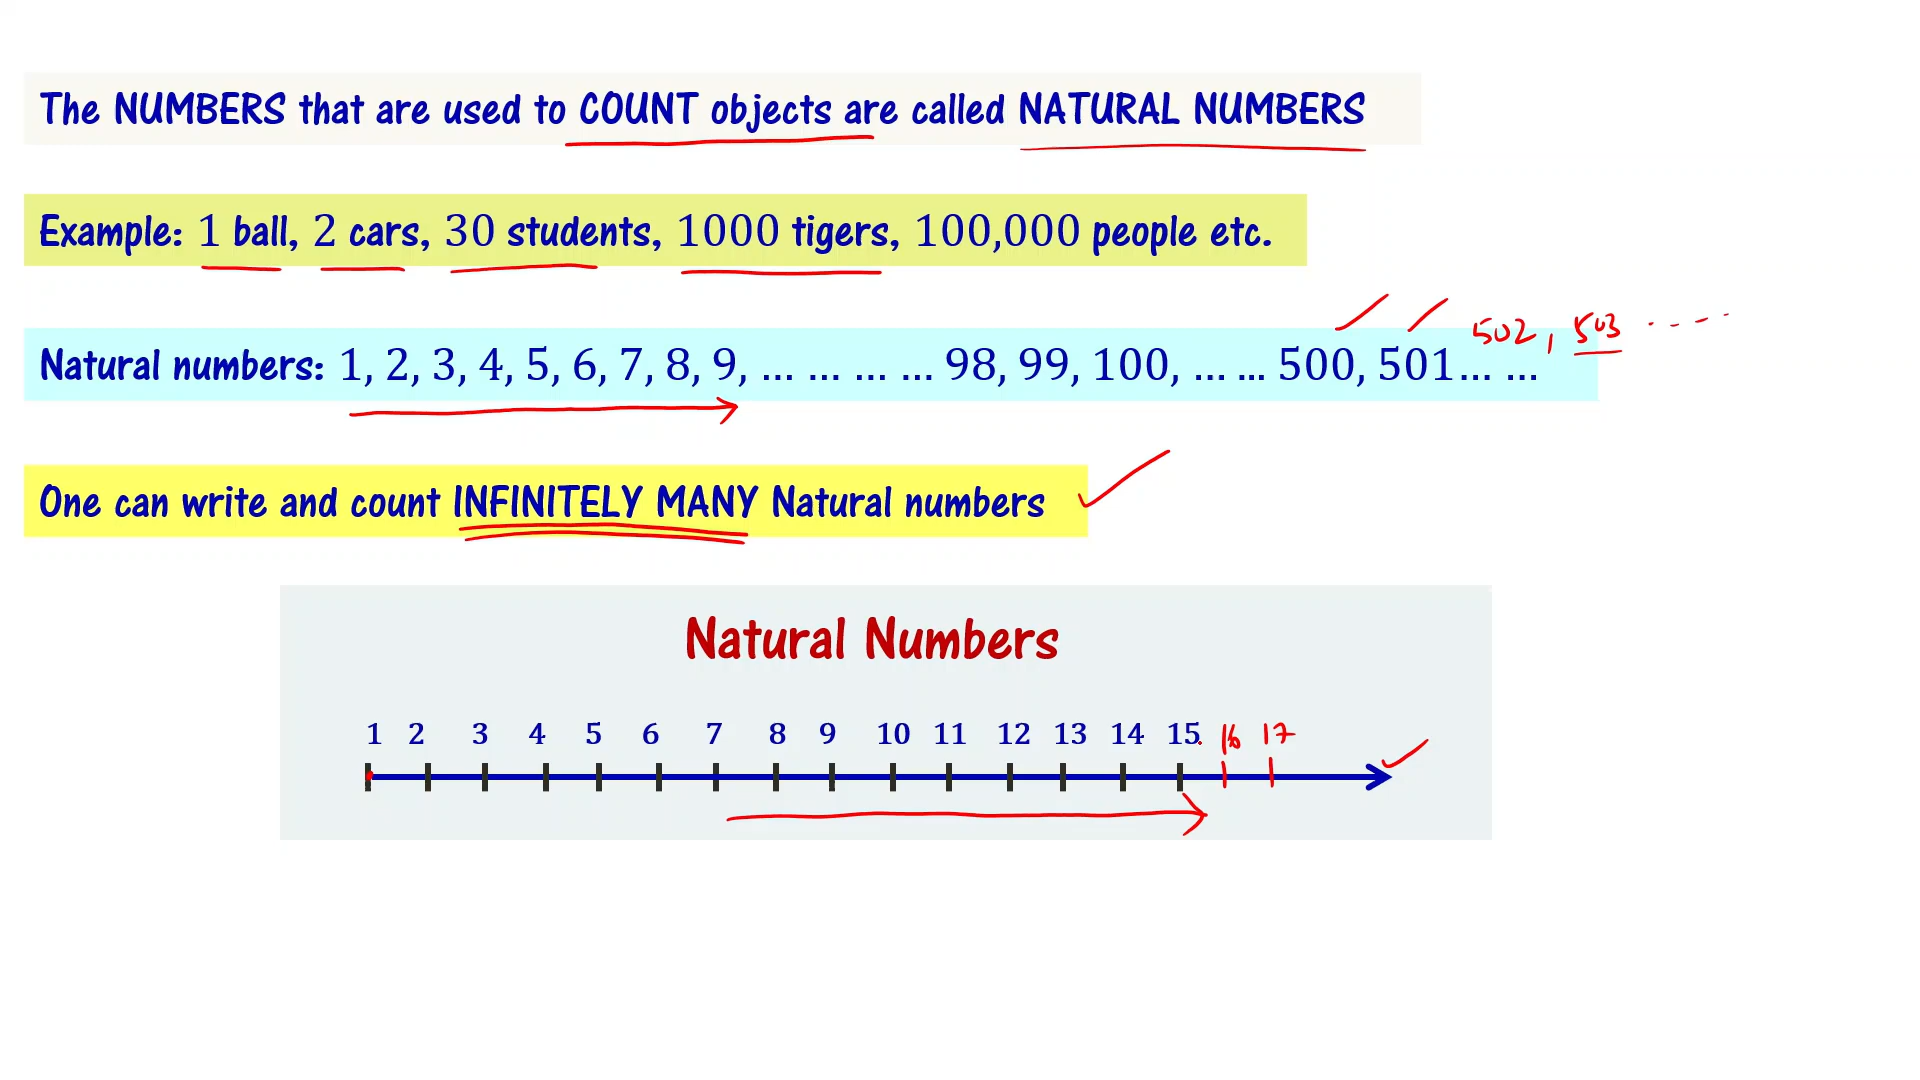 The NUMBERS that are used to COUNT objects are called NATURAL NUMBERS
Example: 1 ball, 2 cars, 30 students, 1000 tigers, 100,000 people etc.
502, 503 - - - -
Natural numbers: 1, 2, 3, 4, 5, 6, 7, 8, 9, ... ... ... ... 98, 99, 100, ... ... 500, 501... ...
One can write and count INFINITELY MANY Natural numbers
Natural Numbers
1 2 3 4 5 6 7 8 9 10 11 12 13 14 15 16 17